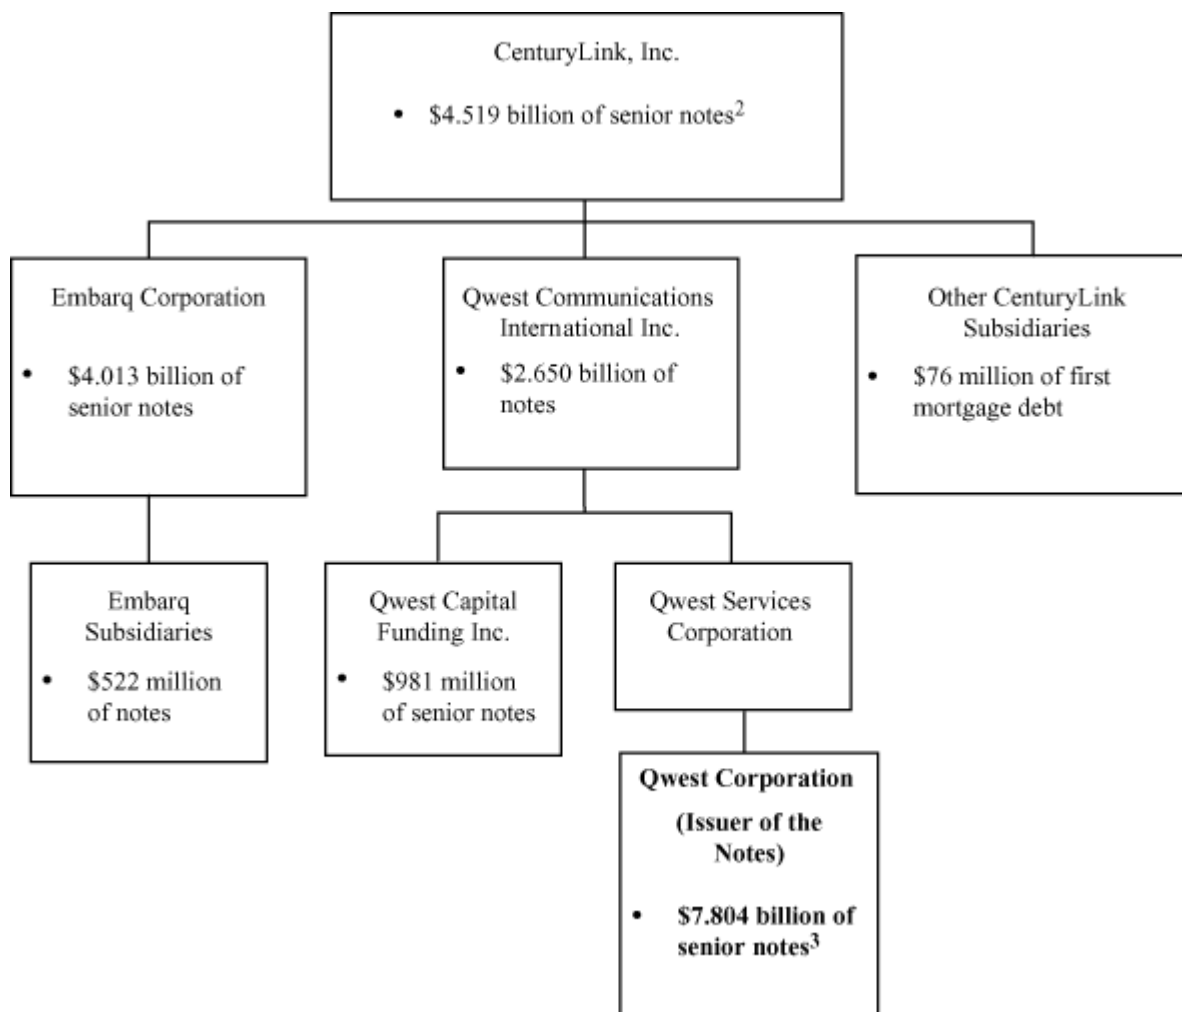 CenturyLink, Inc.
• $4.519 billion of senior notes2
Embarq Corporation
• $4.013 billion of
senior notes
Qwest Communications
International Inc.
• $2.650 billion of
notes
Other CenturyLink
Subsidiaries
• $76 million of first
mortgage debt
Embarq
Subsidiaries
• $522 million
of notes
Qwest Capital
Funding Inc.
• $981 million
of senior notes
Qwest Services
Corporation
Qwest Corporation
(Issuer of the
Notes)
• $7.804 billion of
senior notes3